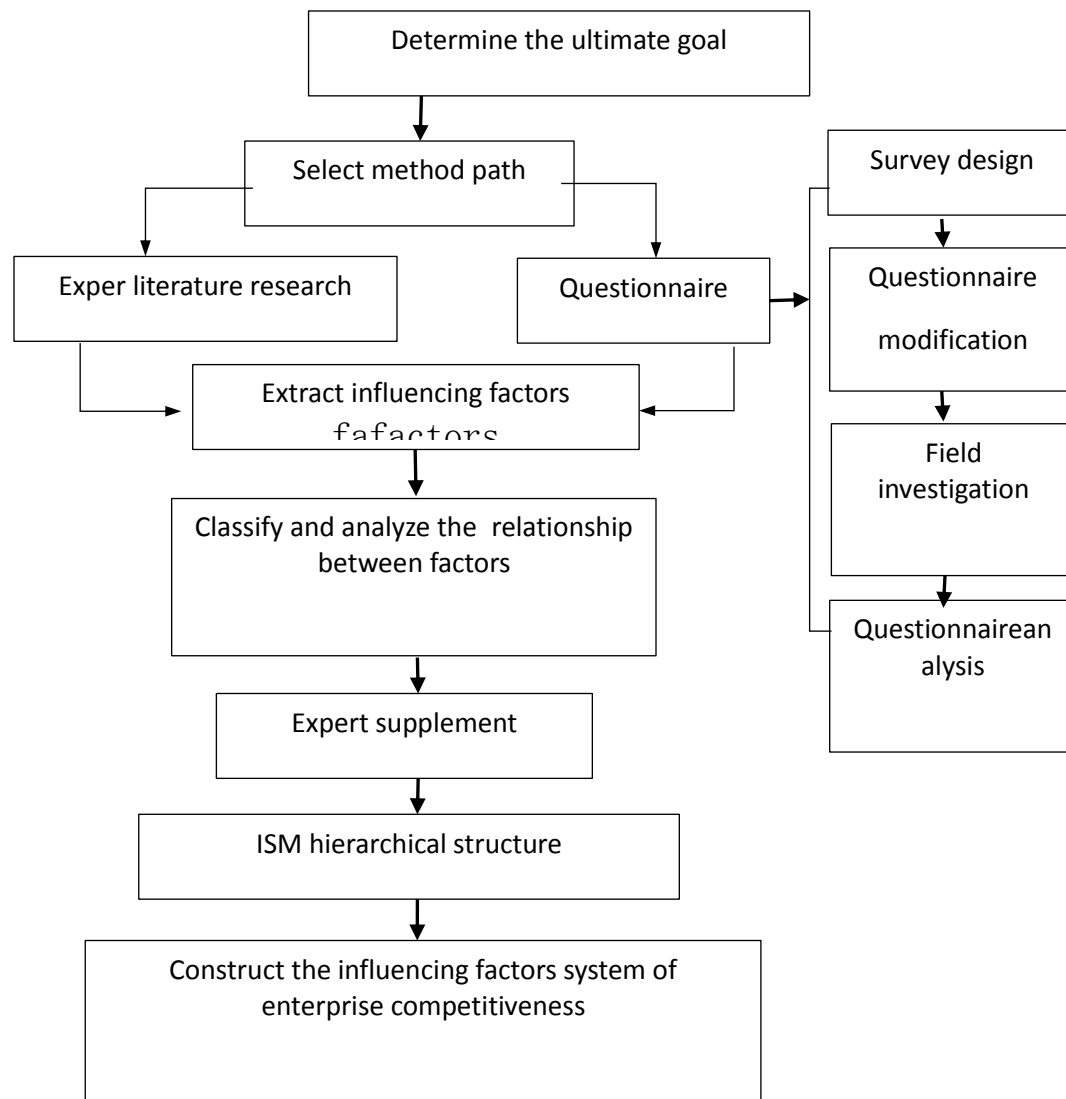 Determine the ultimate goal
Select method path
Survey design
Exper literature research
Questionnaire
Questionnaire
modification
Extract influencing factors
fafactors
Field
investigation
Classify and analyze the relationship
between factors
Questionnairean
alysis
Expert supplement
ISM hierarchical structure
Construct the influencing factors system of
enterprise competitiveness